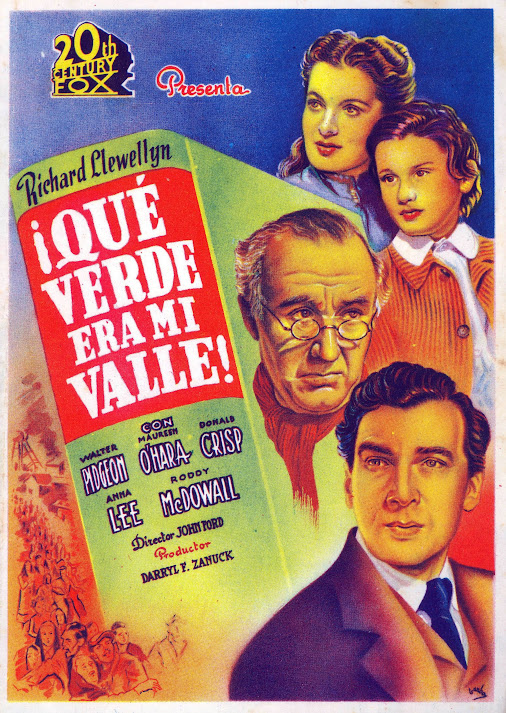 20th
CENTURY
FOX
Presenta
Richard Llewellyn
¡QUÉ
VERDE
ERA MI
VALLE!
CON
WALTER PIDGEON
MAUREEN O'HARA
DONALD CRISP
ANNA LEE
RODDY McDOWALL
Director JOHN FORD
Productor
DARRYL F. ZANUCK